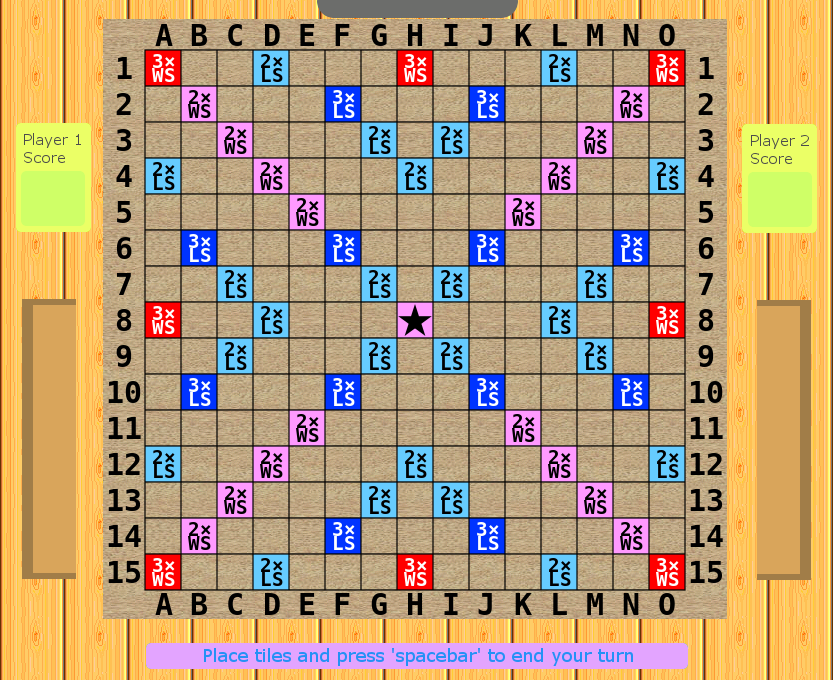 A B C D E F G H I J K L M N O
1 3× WS 2× LS 3× WS 2× LS 3× WS 1
2 2× WS 3× LS 3× LS 2× WS 2
3 2× WS 2× LS 2× LS 2× WS 3
Player 1
Score
Player 2
Score
4 2× LS 2× WS 2× LS 2× WS 2× LS 4
5 2× WS 2× WS 5
6 3× LS 3× LS 3× LS 3× LS 6
7 2× LS 2× LS 2× LS 2× LS 7
8 3× WS 2× LS 2× LS 3× WS 8
9 2× LS 2× LS 2× LS 2× LS 9
10 3× LS 3× LS 3× LS 3× LS 10
11 2× WS 2× WS 11
12 2× LS 2× WS 2× LS 2× WS 2× LS 12
13 2× WS 2× LS 2× LS 2× WS 13
14 2× WS 3× LS 3× LS 2× WS 14
15 3× WS 2× LS 3× WS 2× LS 3× WS 15
A B C D E F G H I J K L M N O
Place tiles and press 'spacebar' to end your turn